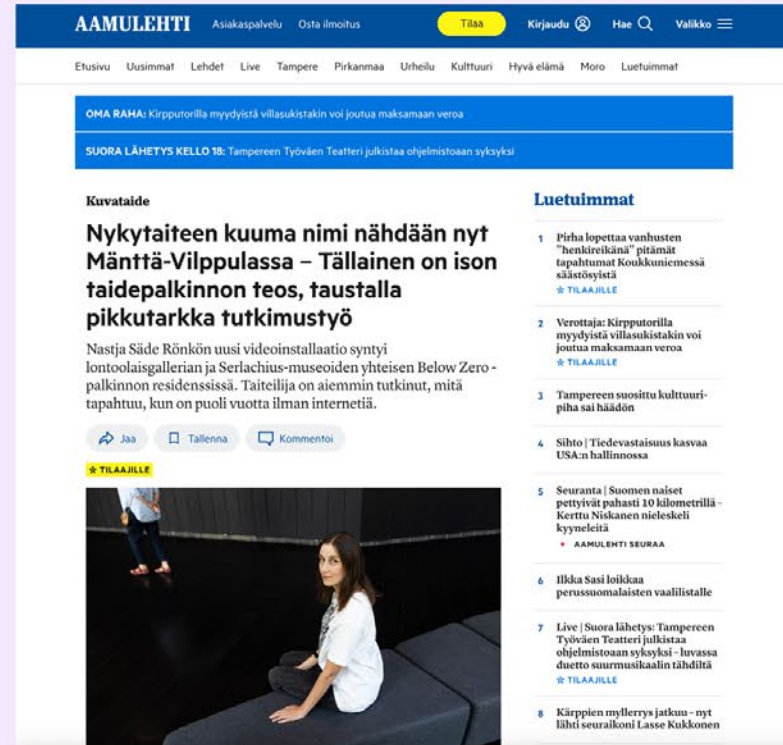 AAMULEHTI Asiakaspalvelu Osta ilmoitus Tilaa Kirjaudu Hae Valikko
Etusivu Uusimmat Lehdet Live Tampere Pirkanmaa Urheilu Kulttuuri Hyvä elämä Moro Luetuimmat
OMA RAHA: Kirpputorilla myydyistä villasukistakin voi joutua maksamaan veroa
SUORA LÄHETYS KELLO 18: Tampereen Työväen Teatteri julkistaa ohjelmistoaan syksyksi
Kuvataide
Nykytaiteen kuuma nimi nähdään nyt
Mänttä-Vilppulassa – Tällainen on ison
taidepalkinnon teos, taustalla
pikkutarkka tutkimustyö
Nastja Säde Rönkön uusi videoinstallaatio syntyi
lontoolaisgallerian ja Serlachius-museoiden yhteisen Below Zero -
palkinnon residenssissä. Taiteilija on aiemmin tutkinut, mitä
tapahtuu, kun on puoli vuotta ilman internetiä.
Jaa Tallenna Kommentoi
TILAAJILLE
Luetuimmat
1 Pirha lopettaa vanhusten
"henkireikänä" pitämät
tapahtumat Koukkuniemessä
säästösyistä
TILAAJILLE
2 Verottaja: Kirpputorilla
myydyistä villasukistakin voi
joutua maksamaan veroa
TILAAJILLE
3 Tampereen suosittu kulttuuri-
piha sai häädön
4 Sihto | Tiedevastaisuus kasvaa
USA:n hallinnossa
5 Seuranta | Suomen naiset
pettyivät pahasti 10 kilometrillä –
Kerttu Niskanen nieleskeli
kyyneleitä
• AAMULEHTI SEURAA
6 Ilkka Sasi loikkaa
perussuomalaisten vaalilistalle
7 Live | Suora lähetys: Tampereen
Työväen Teatteri julkistaa
ohjelmistoaan syksyksi – luvassa
duetto suurmusikaalin tähdiltä
TILAAJILLE
8 Kärppien myllerrys jatkuu – nyt
lähti seuraikoni Lasse Kukkonen